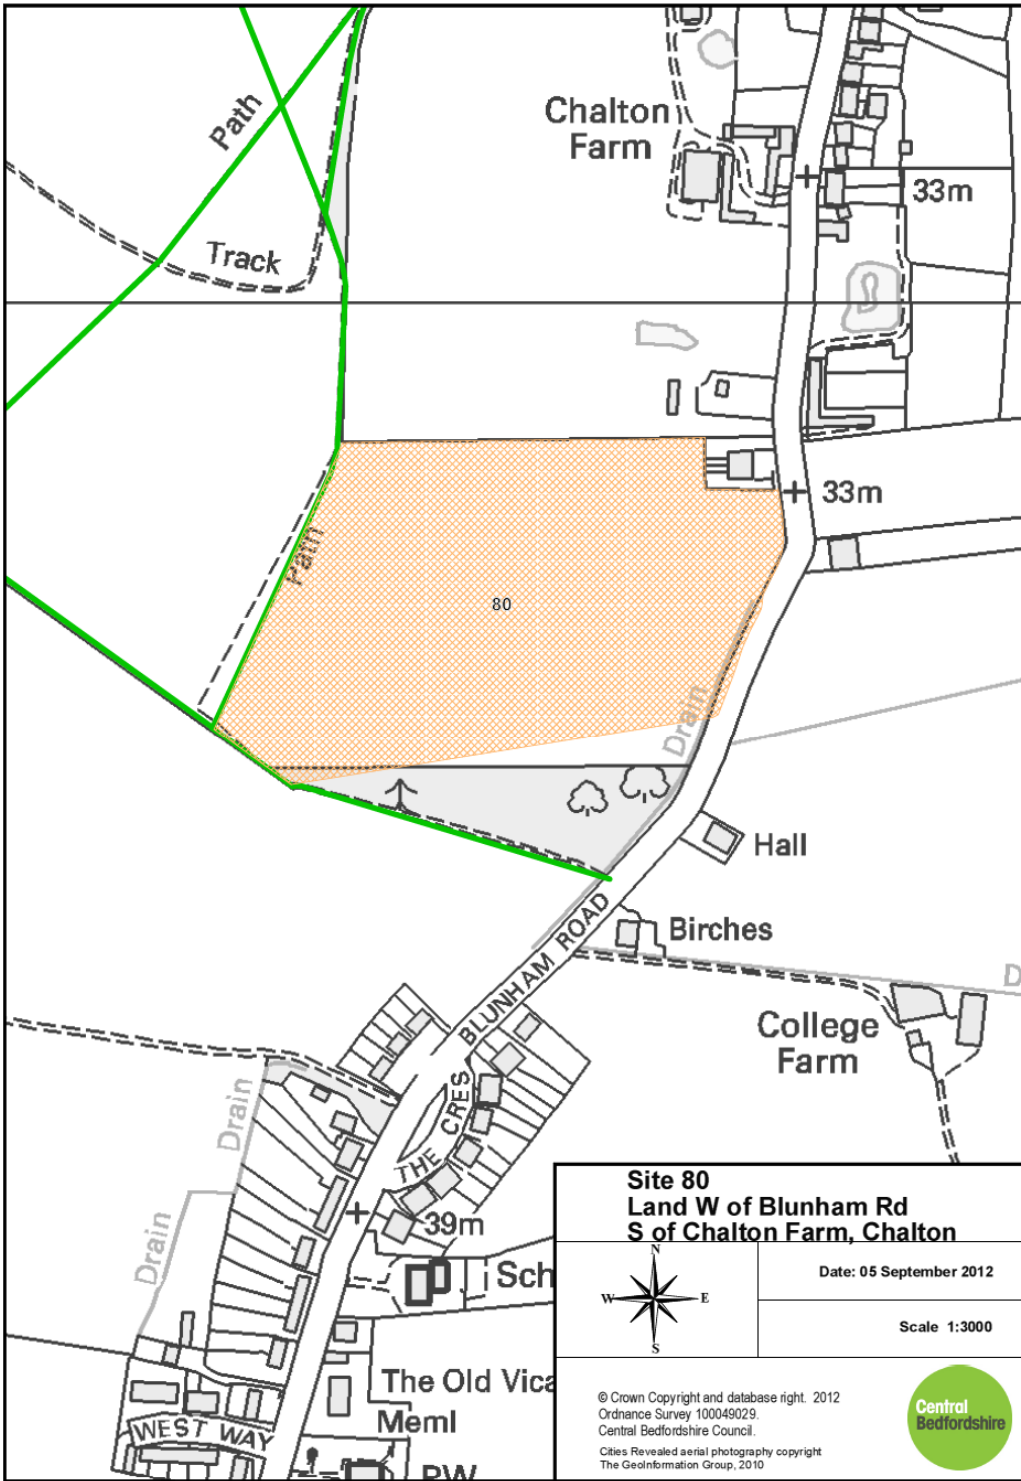 Chalton
Farm
Path
33m
Track
33m
Path
80
Drain
Hall
BLUNHAM ROAD
Birches
D
College
Farm
THE CRES
Drain
Drain
39m
Sch
The Old Vica
Meml
WEST WAY
PW
Site 80
Land W of Blunham Rd
S of Chalton Farm, Chalton
N
W E
S
Date: 05 September 2012
Scale 1:3000
© Crown Copyright and database right. 2012
Ordnance Survey 100049029.
Central Bedfordshire Council.
Cities Revealed aerial photography copyright
The GeoInformation Group, 2010
Central
Bedfordshire